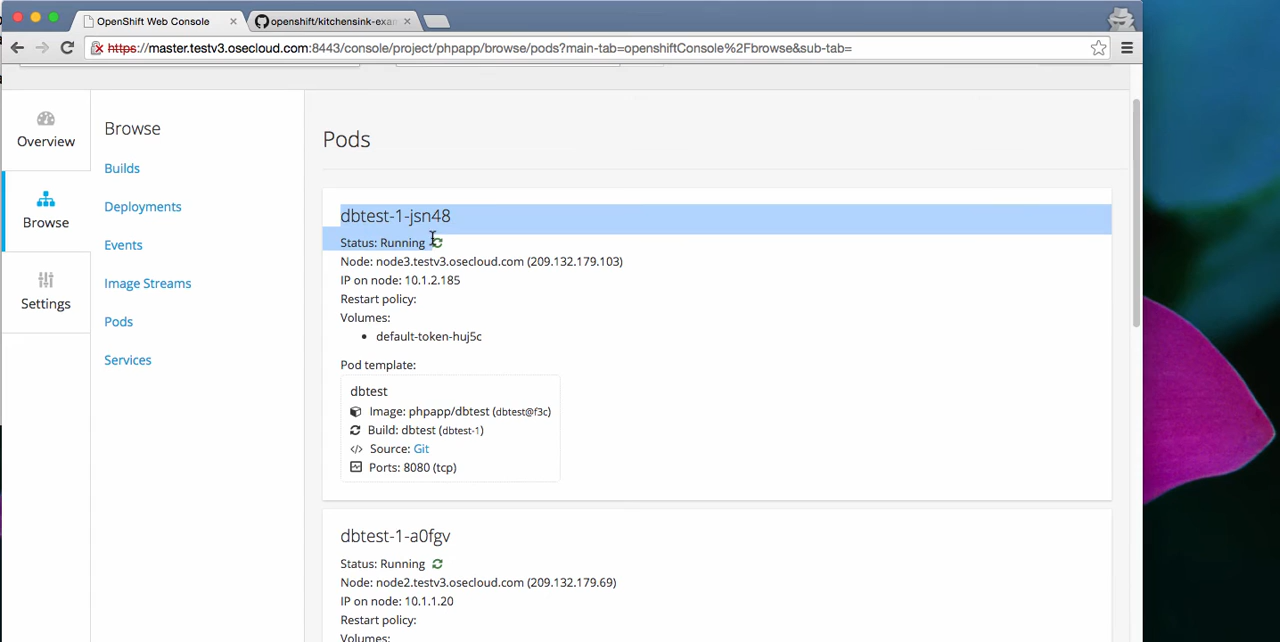 OpenShift Web Console
openshift/kitchensink-exa
https://master.testv3.osecloud.com:8443/console/project/phpapp/browse/pods?main-tab=openshiftConsole%2Fbrowse&sub-tab=
Overview
Browse
Settings
Browse
Builds
Deployments
Events
Image Streams
Pods
Services
Pods
dbtest-1-jsn48
Status: Running
Node: node3.testv3.osecloud.com (209.132.179.103)
IP on node: 10.1.2.185
Restart policy:
Volumes:
default-token-huj5c
Pod template:
dbtest
Image: phpapp/dbtest (dbtest@f3c)
Build: dbtest (dbtest-1)
Source: Git
Ports: 8080 (tcp)
dbtest-1-a0fgv
Status: Running
Node: node2.testv3.osecloud.com (209.132.179.69)
IP on node: 10.1.1.20
Restart policy:
Volumes: